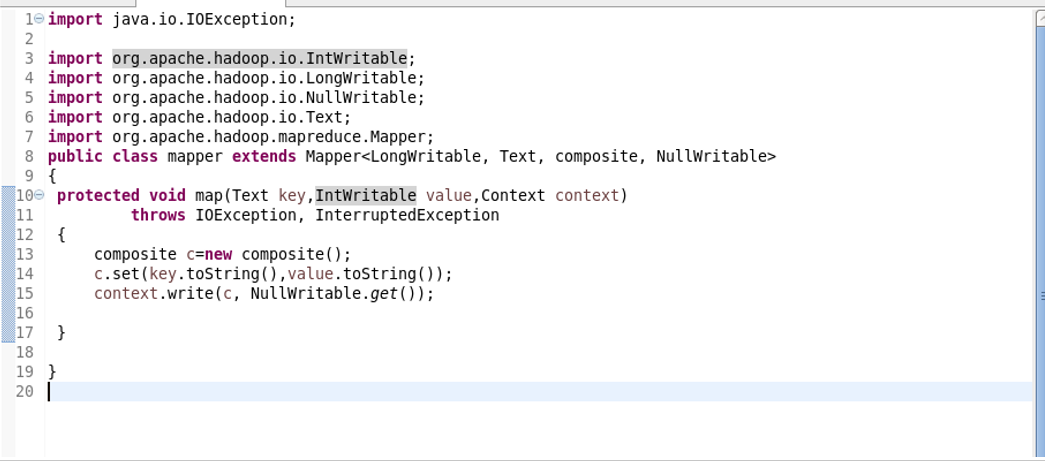 1 import java.io.IOException;
2
3 import org.apache.hadoop.io.IntWritable;
4 import org.apache.hadoop.io.LongWritable;
5 import org.apache.hadoop.io.NullWritable;
6 import org.apache.hadoop.io.Text;
7 import org.apache.hadoop.mapreduce.Mapper;
8 public class mapper extends Mapper<LongWritable, Text, composite, NullWritable>
9 {
10 protected void map(Text key,IntWritable value,Context context)
11 throws IOException, InterruptedException
12 {
13 composite c=new composite();
14 c.set(key.toString(),value.toString());
15 context.write(c, NullWritable.get());
16
17 }
18
19 }
20